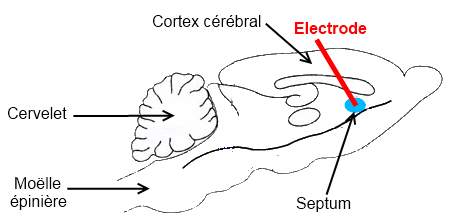 Cortex cérébral
Electrode
Cervelet
Moëlle
épinière
Septum